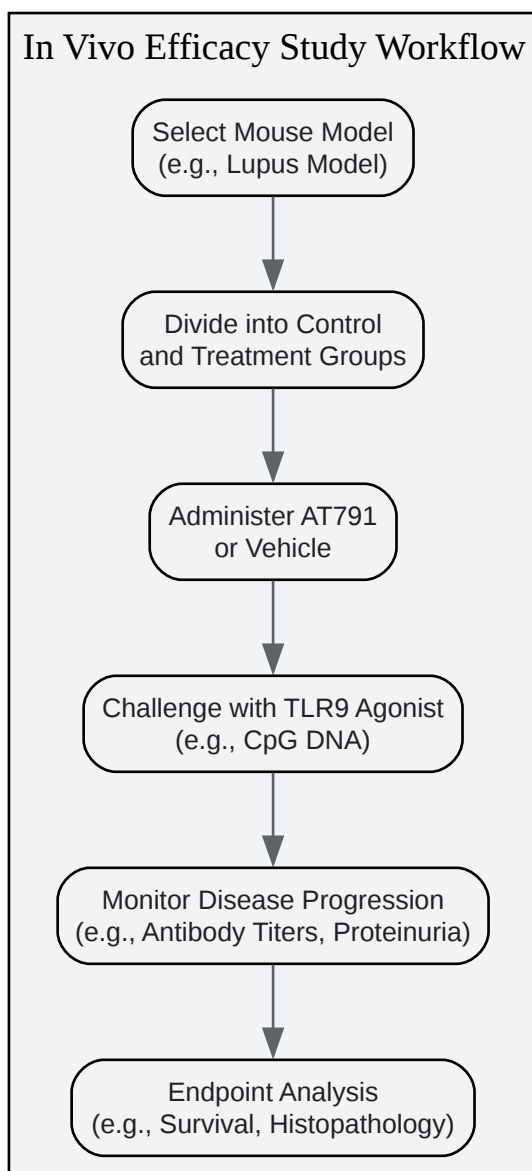 In Vivo Efficacy Study Workflow
Select Mouse Model
(e.g., Lupus Model)
Divide into Control
and Treatment Groups
Administer AT791
or Vehicle
Challenge with TLR9 Agonist
(e.g., CpG DNA)
Monitor Disease Progression
(e.g., Antibody Titers, Proteinuria)
Endpoint Analysis
(e.g., Survival, Histopathology)